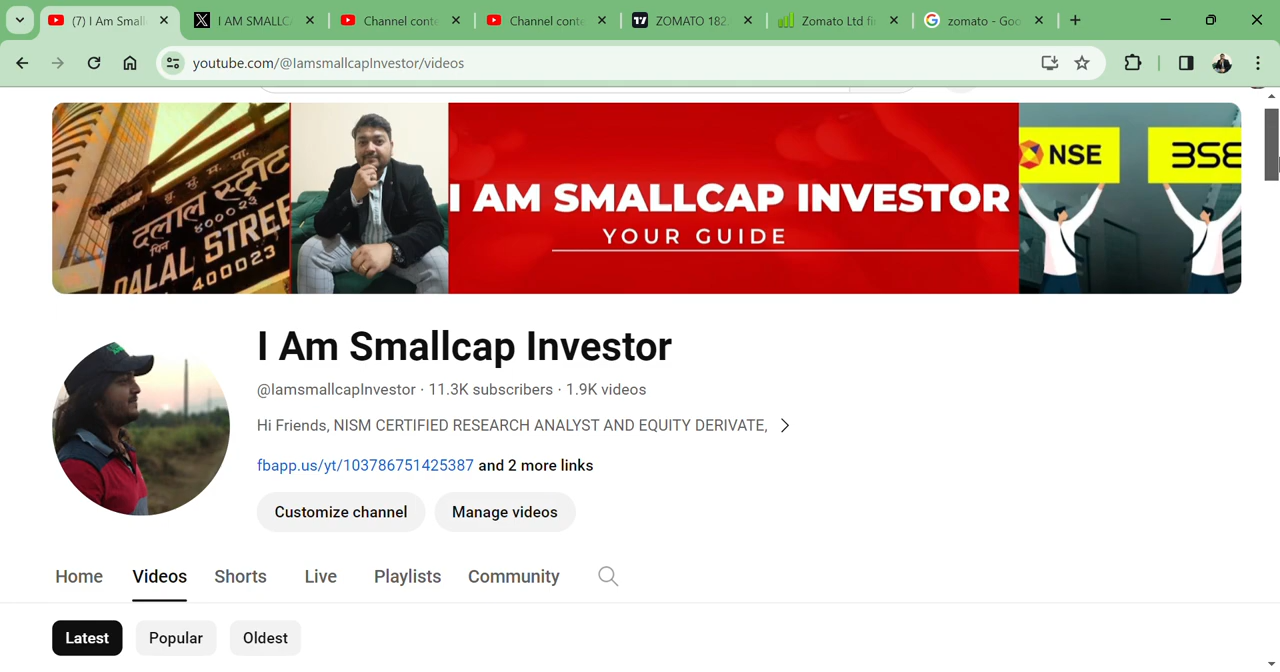 (7) I Am Small
I AM SMALLC
Channel conte
Channel conte
ZOMATO 182.
Zomato Ltd fi
zomato - Goo
youtube.com/@IamsmallcapInvestor/videos
दलाल स्ट्रीट
पिन ४०००२३
DALAL STREE
400023
I AM SMALLCAP INVESTOR
YOUR GUIDE
NSE
BSE
I Am Smallcap Investor
@IamsmallcapInvestor · 11.3K subscribers · 1.9K videos
Hi Friends, NISM CERTIFIED RESEARCH ANALYST AND EQUITY DERIVATE,
fbapp.us/yt/103786751425387 and 2 more links
Customize channel Manage videos
Home Videos Shorts Live Playlists Community
Latest Popular Oldest